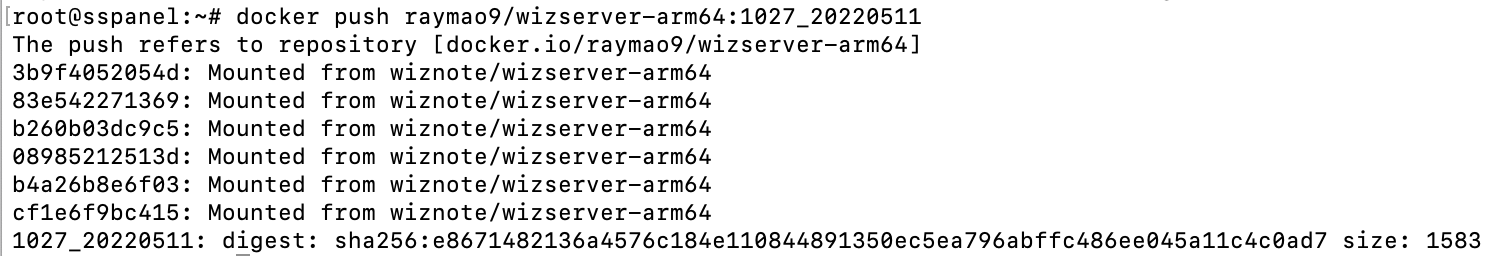 [root@sspanel:~# docker push raymao9/wizserver-arm64:1027_20220511
The push refers to repository [docker.io/raymao9/wizserver-arm64]
3b9f4052054d: Mounted from wiznote/wizserver-arm64
83e542271369: Mounted from wiznote/wizserver-arm64
b260b03dc9c5: Mounted from wiznote/wizserver-arm64
08985212513d: Mounted from wiznote/wizserver-arm64
b4a26b8e6f03: Mounted from wiznote/wizserver-arm64
cf1e6f9bc415: Mounted from wiznote/wizserver-arm64
1027_20220511: digest: sha256:e8671482136a4576c184e110844891350ec5ea796abffc486ee045a11c4c0ad7 size: 1583